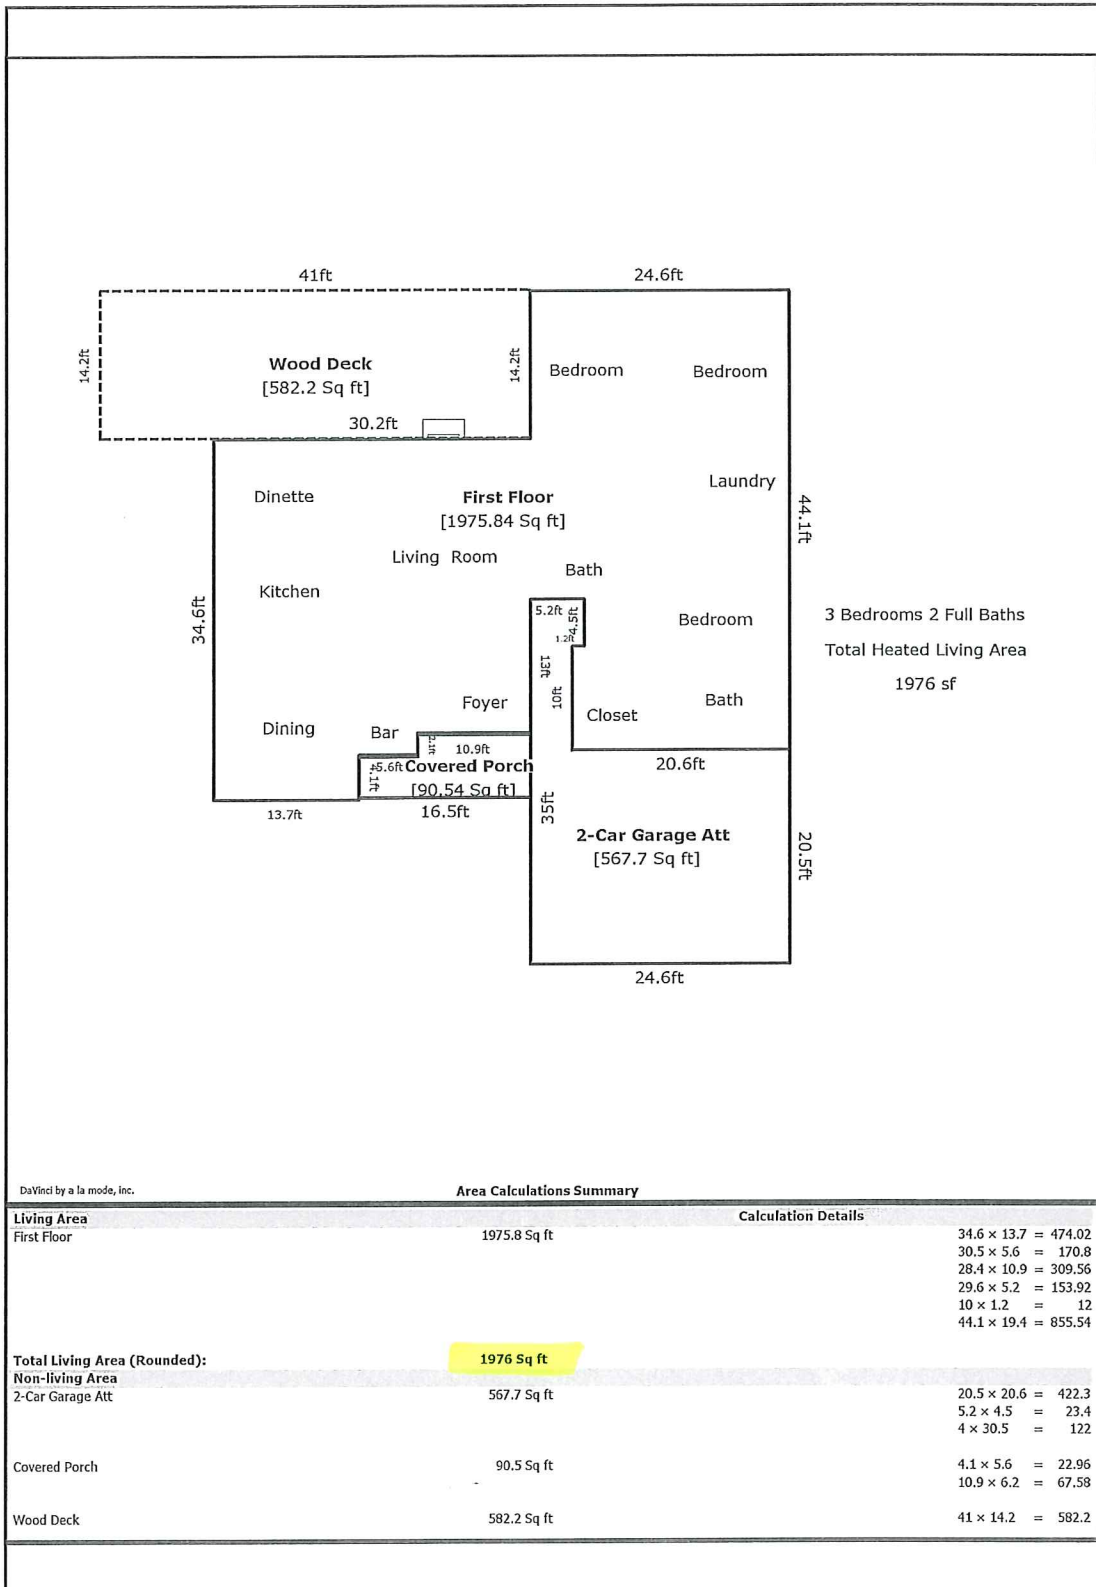 41ft
24.6ft
14.2ft
Wood Deck
[582.2 Sq ft]
14.2ft
Bedroom
Bedroom
30.2ft
Dinette
First Floor
[1975.84 Sq ft]
Laundry
44.1ft
Living Room
Bath
Kitchen
34.6ft
5.2ft
4.5ft
1.2ft
Bedroom
3 Bedrooms 2 Full Baths
Total Heated Living Area
1976 sf
13ft
10ft
Foyer
Closet
Bath
Dining
Bar
2.1ft
10.9ft
5.6ft
Covered Porch
4.1ft
[90.54 Sq ft]
20.6ft
13.7ft
16.5ft
35ft
2-Car Garage Att
[567.7 Sq ft]
20.5ft
24.6ft
DaVinci by a la mode, inc.
Area Calculations Summary
Living Area
Calculation Details
First Floor 1975.8 Sq ft 34.6 × 13.7 = 474.02
30.5 × 5.6 = 170.8
28.4 × 10.9 = 309.56
29.6 × 5.2 = 153.92
10 × 1.2 = 12
44.1 × 19.4 = 855.54
Total Living Area (Rounded): 1976 Sq ft
Non-living Area
2-Car Garage Att 567.7 Sq ft 20.5 × 20.6 = 422.3
5.2 × 4.5 = 23.4
4 × 30.5 = 122
Covered Porch 90.5 Sq ft 4.1 × 5.6 = 22.96
10.9 × 6.2 = 67.58
Wood Deck 582.2 Sq ft 41 × 14.2 = 582.2